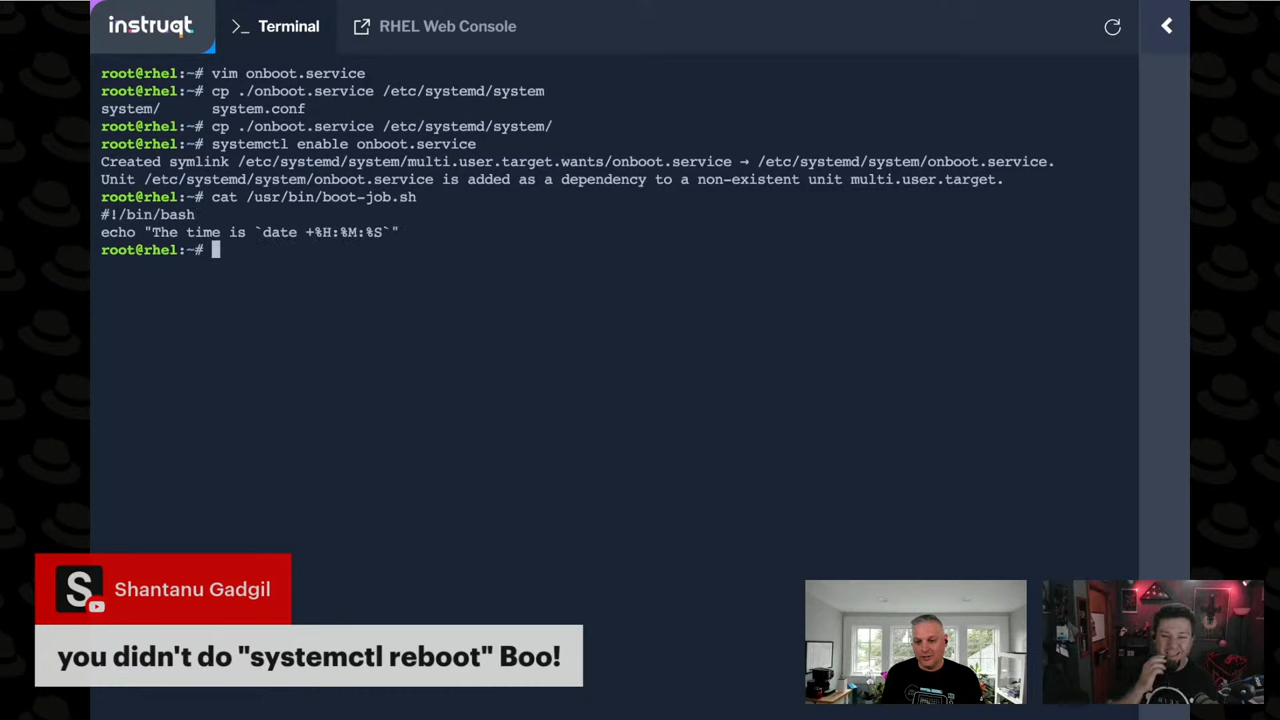 instruqt
>_ Terminal
RHEL Web Console
root@rhel:~# vim onboot.service
root@rhel:~# cp ./onboot.service /etc/systemd/system
system/ system.conf
root@rhel:~# cp ./onboot.service /etc/systemd/system/
root@rhel:~# systemctl enable onboot.service
Created symlink /etc/systemd/system/multi.user.target.wants/onboot.service → /etc/systemd/system/onboot.service.
Unit /etc/systemd/system/onboot.service is added as a dependency to a non-existent unit multi.user.target.
root@rhel:~# cat /usr/bin/boot-job.sh
#!/bin/bash
echo "The time is `date +%H:%M:%S`"
root@rhel:~#
S
Shantanu Gadgil
you didn't do "systemctl reboot" Boo!